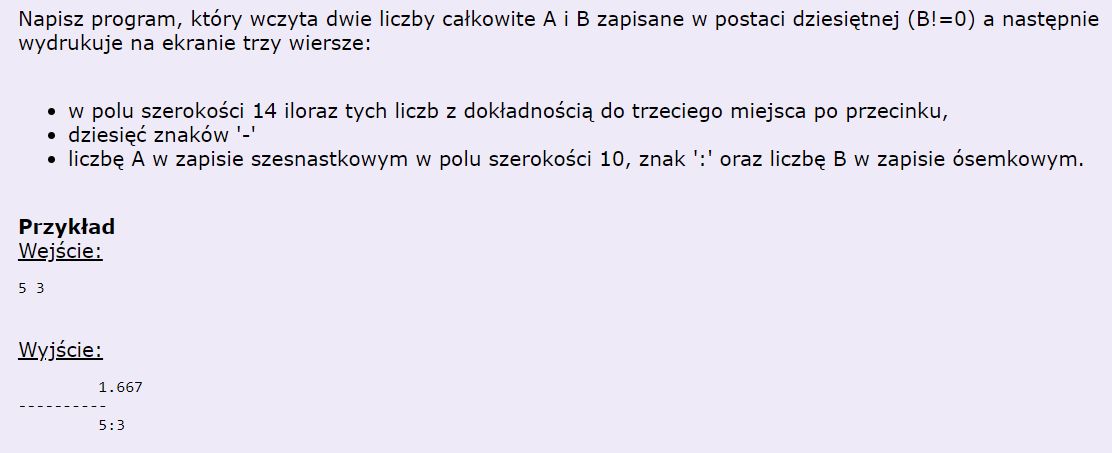 Napisz program, który wczyta dwie liczby całkowite A i B zapisane w postaci dziesiętnej (B!=0) a następnie
wydrukuje na ekranie trzy wiersze:
• w polu szerokości 14 iloraz tych liczb z dokładnością do trzeciego miejsca po przecinku,
• dziesięć znaków '-'
• liczbę A w zapisie szesnastkowym w polu szerokości 10, znak ':' oraz liczbę B w zapisie ósemkowym.
Przykład
Wejście:
5 3
Wyjście:
         1.667
----------
         5:3